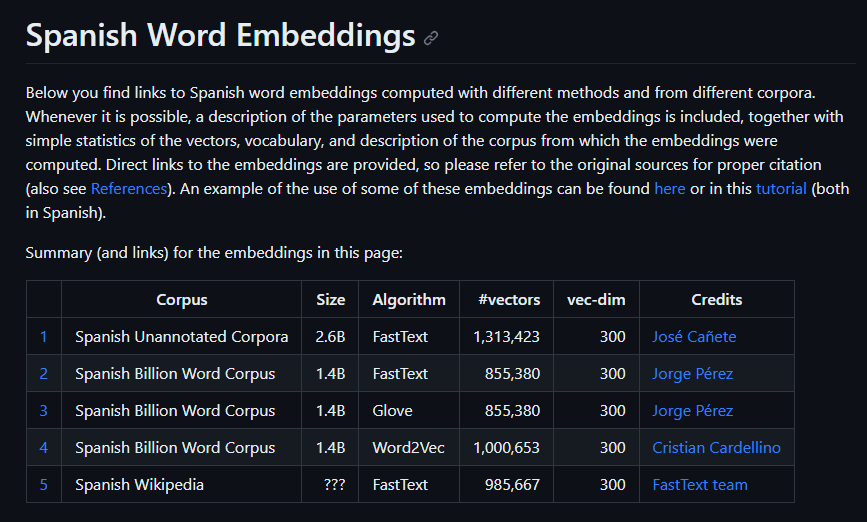 Spanish Word Embeddings
Below you find links to Spanish word embeddings computed with different methods and from different corpora.
Whenever it is possible, a description of the parameters used to compute the embeddings is included, together with
simple statistics of the vectors, vocabulary, and description of the corpus from which the embeddings were
computed. Direct links to the embeddings are provided, so please refer to the original sources for proper citation
(also see References). An example of the use of some of these embeddings can be found here or in this tutorial (both
in Spanish).
Summary (and links) for the embeddings in this page:
Corpus Size Algorithm #vectors vec-dim Credits
1 Spanish Unannotated Corpora 2.6B FastText 1,313,423 300 José Cañete
2 Spanish Billion Word Corpus 1.4B FastText 855,380 300 Jorge Pérez
3 Spanish Billion Word Corpus 1.4B Glove 855,380 300 Jorge Pérez
4 Spanish Billion Word Corpus 1.4B Word2Vec 1,000,653 300 Cristian Cardellino
5 Spanish Wikipedia ??? FastText 985,667 300 FastText team